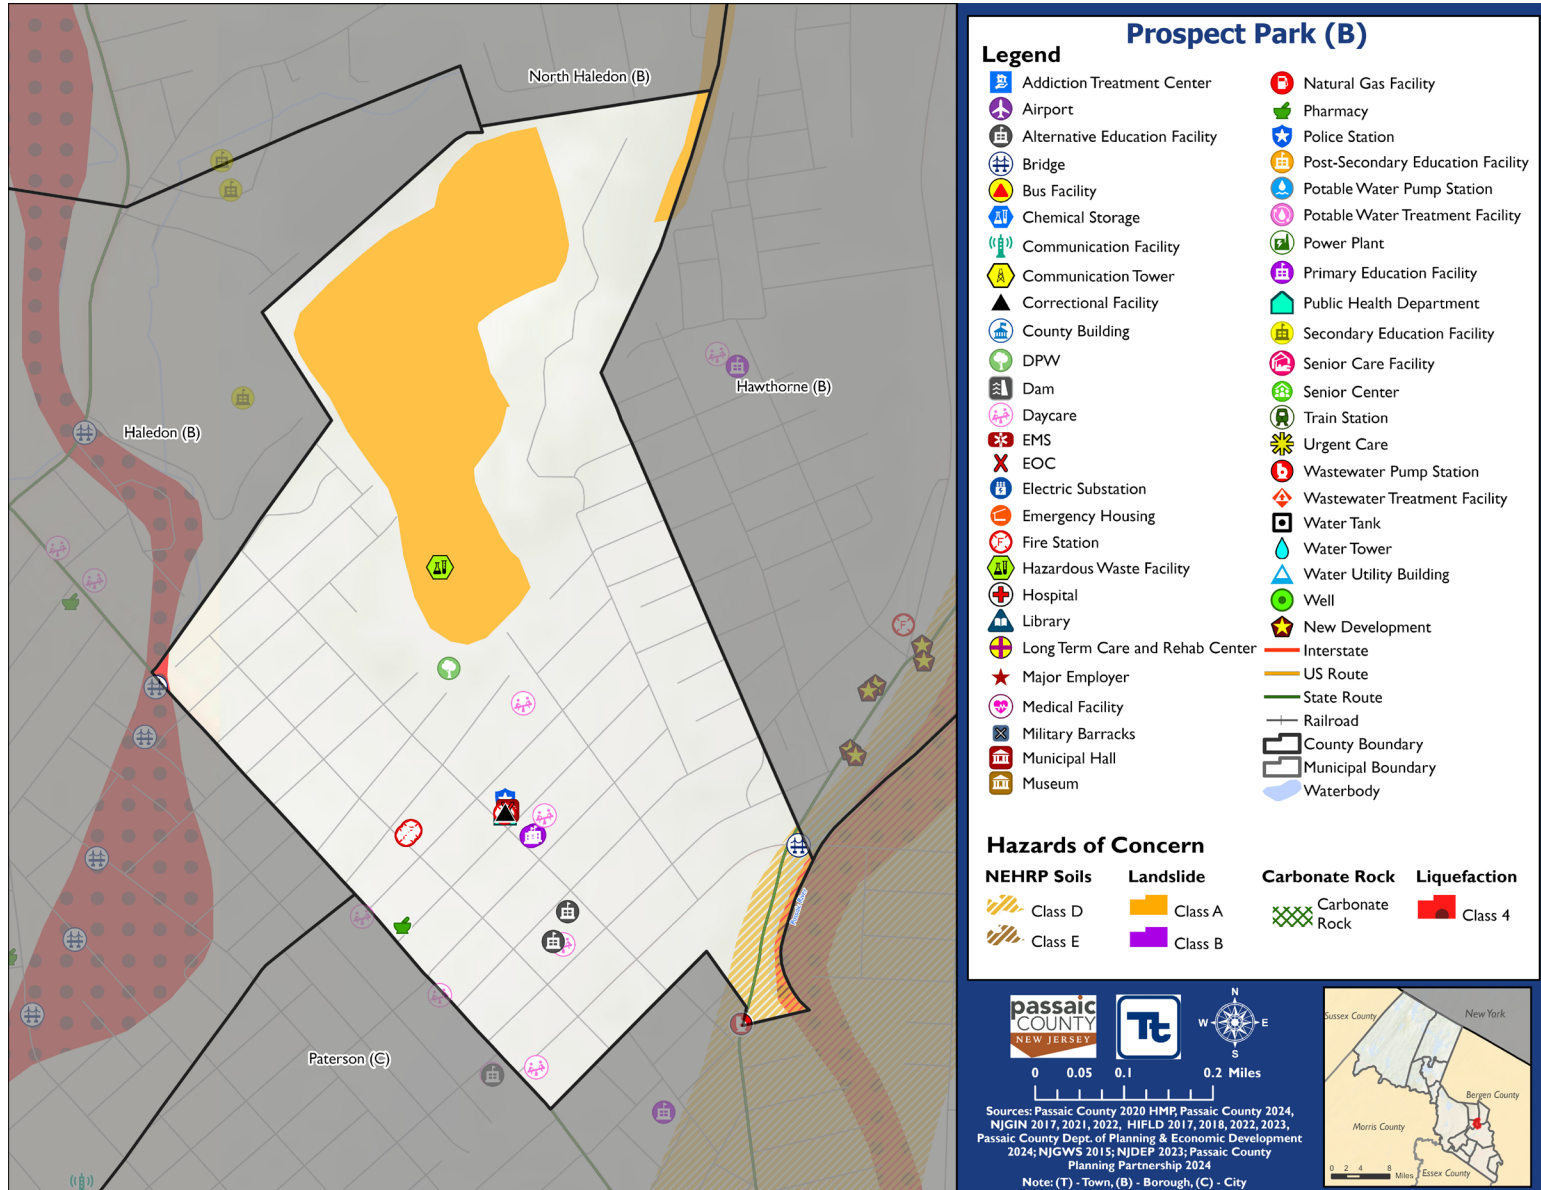 North Haledon (B)
Hawthorne (B)
Haledon (B)
Passaic River
Paterson (C)
Prospect Park (B)
Legend
Addiction Treatment Center
Airport
Alternative Education Facility
Bridge
Bus Facility
Chemical Storage
Communication Facility
Communication Tower
Correctional Facility
County Building
DPW
Dam
Daycare
EMS
EOC
Electric Substation
Emergency Housing
Fire Station
Hazardous Waste Facility
Hospital
Library
Long Term Care and Rehab Center
Major Employer
Medical Facility
Military Barracks
Municipal Hall
Museum
Natural Gas Facility
Pharmacy
Police Station
Post-Secondary Education Facility
Potable Water Pump Station
Potable Water Treatment Facility
Power Plant
Primary Education Facility
Public Health Department
Secondary Education Facility
Senior Care Facility
Senior Center
Train Station
Urgent Care
Wastewater Pump Station
Wastewater Treatment Facility
Water Tank
Water Tower
Water Utility Building
Well
New Development
Interstate
US Route
State Route
Railroad
County Boundary
Municipal Boundary
Waterbody
Hazards of Concern
NEHRP Soils
Class D
Class E
Landslide
Class A
Class B
Carbonate Rock
Carbonate
Rock
Liquefaction
Class 4
passaic
COUNTY
NEW JERSEY
Tt
N
W E
S
0 0.05 0.1 0.2 Miles
Sources: Passaic County 2020 HMP, Passaic County 2024,
NJGIN 2017, 2021, 2022, HIFLD 2017, 2018, 2022, 2023,
Passaic County Dept. of Planning & Economic Development
2024; NJGWS 2015; NJDEP 2023; Passaic County
Planning Partnership 2024
Note: (T) - Town, (B) - Borough, (C) - City
Sussex County
New York
Bergen County
Morris County
Essex County
0 2 4 8 Miles